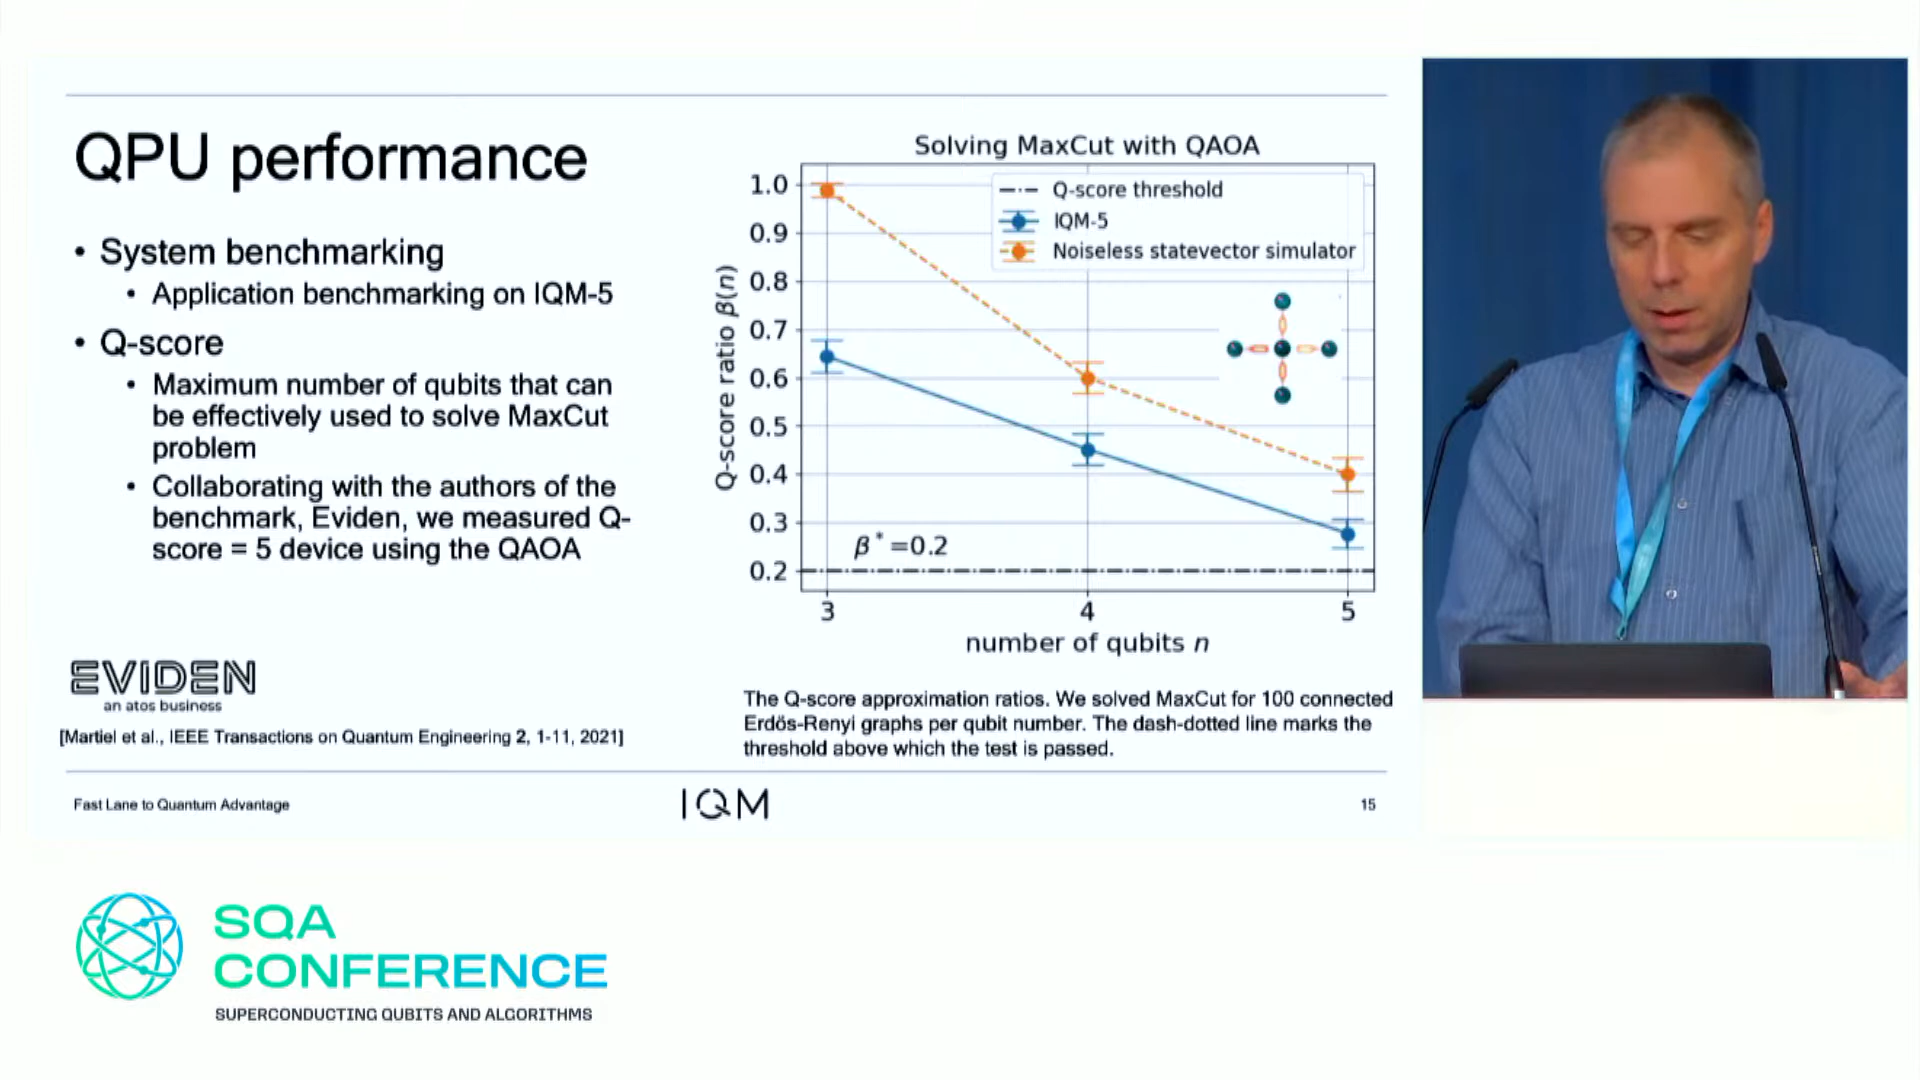 QPU performance
• System benchmarking
• Application benchmarking on IQM-5
• Q-score
• Maximum number of qubits that can
be effectively used to solve MaxCut
problem
• Collaborating with the authors of the
benchmark, Eviden, we measured Q-
score = 5 device using the QAOA
EVIDEN
an atos business
[Martiel et al., IEEE Transactions on Quantum Engineering 2, 1-11, 2021]
Solving MaxCut with QAOA
Q-score threshold
IQM-5
Noiseless statevector simulator
Q-score ratio β(n)
1.0
0.9
0.8
0.7
0.6
0.5
0.4
0.3
0.2
β*=0.2
3 4 5
number of qubits n
The Q-score approximation ratios. We solved MaxCut for 100 connected
Erdös-Renyi graphs per qubit number. The dash-dotted line marks the
threshold above which the test is passed.
Fast Lane to Quantum Advantage
IQM
15
SQA
CONFERENCE
SUPERCONDUCTING QUBITS AND ALGORITHMS